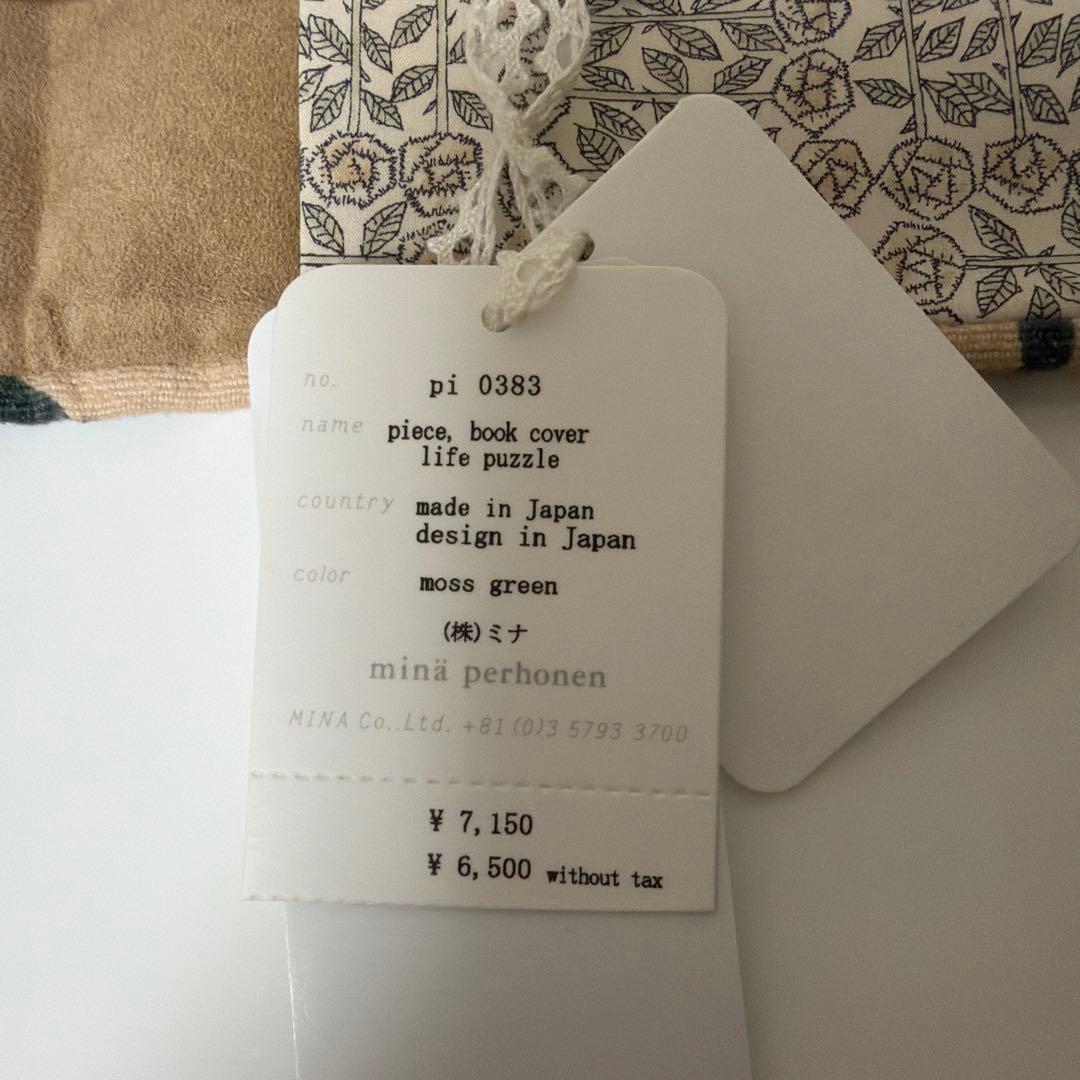 no. pi 0383
name piece, book cover
life puzzle
country made in Japan
design in Japan
color moss green
(株)ミナ
minä perhonen
MINA Co,.Ltd. +81(0)3 5793 3700
¥ 7,150
¥ 6,500 without tax